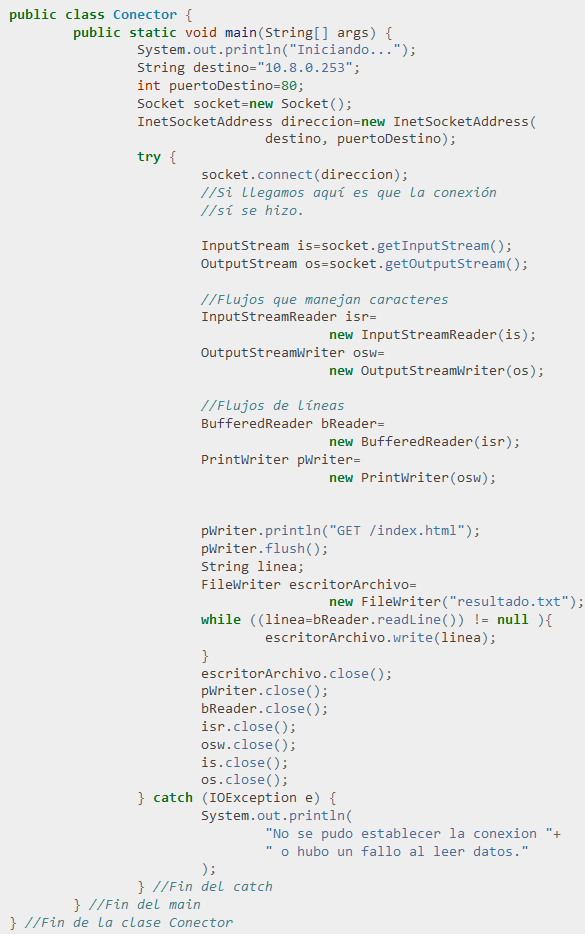 public class Conector {
public static void main(String[] args) {
System.out.println("Iniciando...");
String destino="10.8.0.253";
int puertoDestino=80;
Socket socket=new Socket();
InetSocketAddress direccion=new InetSocketAddress(
destino, puertoDestino);
try {
socket.connect(direccion);
//Si llegamos aquí es que la conexión
//sí se hizo.
InputStream is=socket.getInputStream();
OutputStream os=socket.getOutputStream();
//Flujos que manejan caracteres
InputStreamReader isr=
new InputStreamReader(is);
OutputStreamWriter osw=
new OutputStreamWriter(os);
//Flujos de líneas
BufferedReader bReader=
new BufferedReader(isr);
PrintWriter pWriter=
new PrintWriter(osw);
pWriter.println("GET /index.html");
pWriter.flush();
String linea;
FileWriter escritorArchivo=
new FileWriter("resultado.txt");
while ((linea=bReader.readLine()) != null ){
escritorArchivo.write(linea);
}
escritorArchivo.close();
pWriter.close();
bReader.close();
isr.close();
osw.close();
is.close();
os.close();
} catch (IOException e) {
System.out.println(
"No se pudo establecer la conexion "+
" o hubo un fallo al leer datos."
);
} //Fin del catch
} //Fin del main
} //Fin de la clase Conector